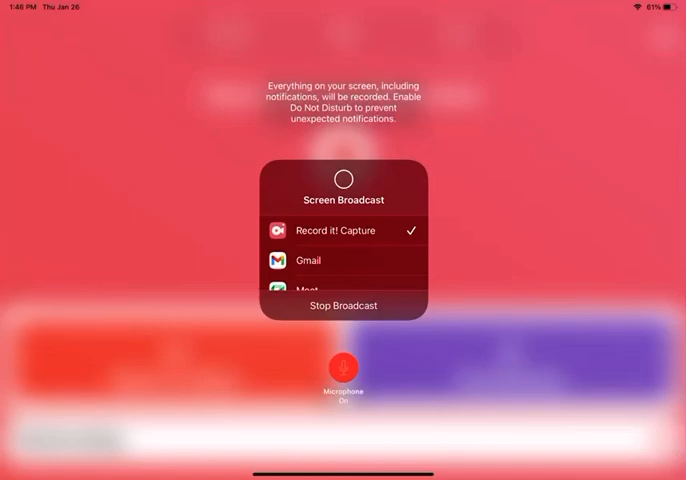 1:46 PM Thu Jan 26
61%
Everything on your screen, including
notifications, will be recorded. Enable
Do Not Disturb to prevent
unexpected notifications.
Screen Broadcast
Record it! Capture
Gmail
Meet
Stop Broadcast
Microphone
On